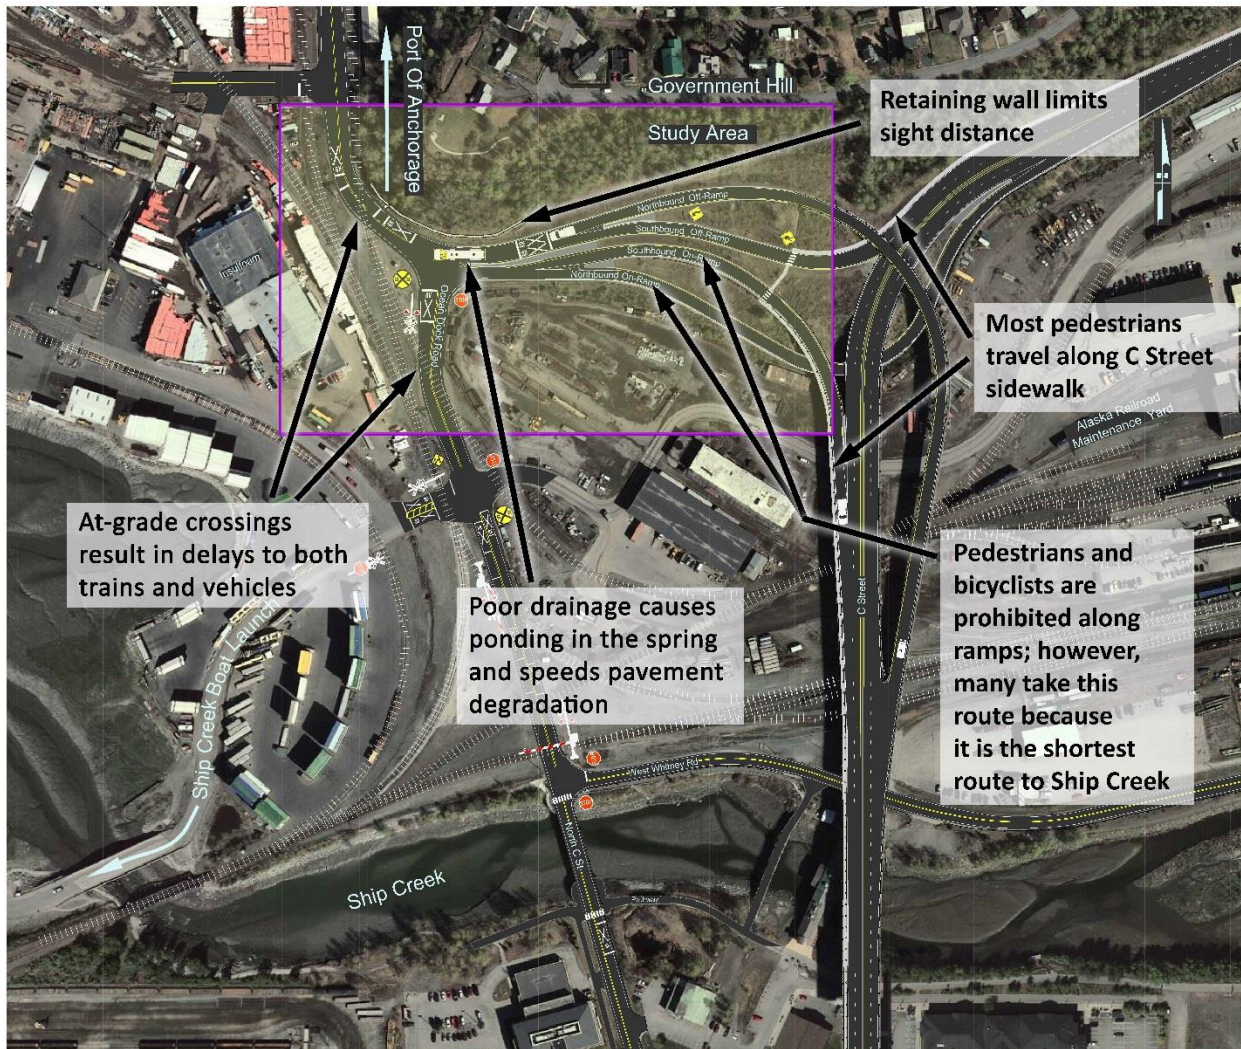 Port Of Anchorage
Government Hill
Study Area
Retaining wall limits
sight distance
Northbound Off-Ramp
Southbound Off-Ramp
Southbound On-Ramp
Northbound On-Ramp
Insulfoam
Ocean Dock Road
Most pedestrians
travel along C Street
sidewalk
Alaska Railroad
Maintenance Yard
At-grade crossings
result in delays to both
trains and vehicles
Poor drainage causes
ponding in the spring
and speeds pavement
degradation
Pedestrians and
bicyclists are
prohibited along
ramps; however,
many take this
route because
it is the shortest
route to Ship Creek
C Street
Ship Creek Boat Launch
West Whitney Rd
North C St
Ship Creek
Pathway